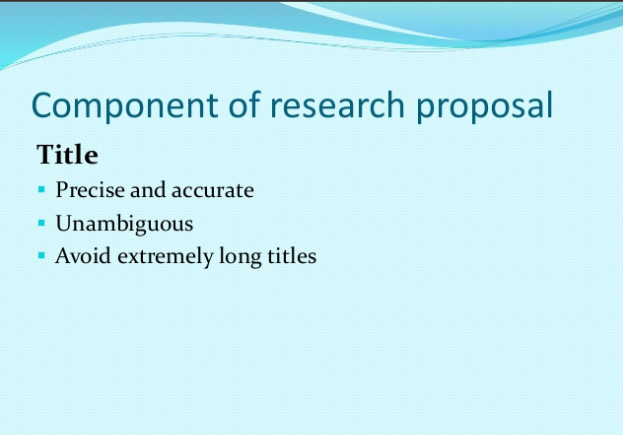 Component of research proposal
Title
Precise and accurate
Unambiguous
Avoid extremely long titles